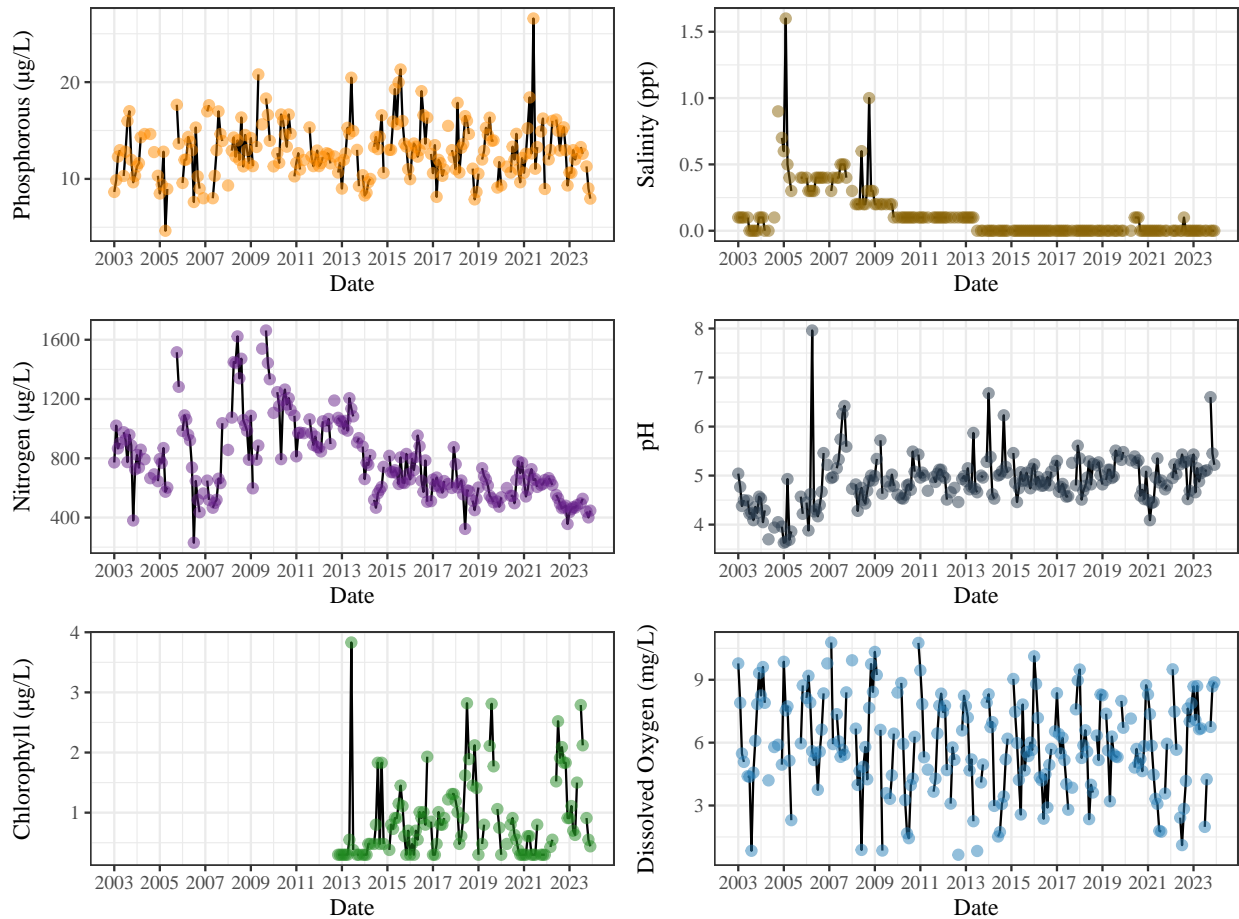 Phosphorous (µg/L)
20
10
2003 2005 2007 2009 2011 2013 2015 2017 2019 2021 2023
Date
Salinity (ppt)
1.5
1.0
0.5
0.0
2003 2005 2007 2009 2011 2013 2015 2017 2019 2021 2023
Date
Nitrogen (µg/L)
1600
1200
800
400
2003 2005 2007 2009 2011 2013 2015 2017 2019 2021 2023
Date
pH
8
7
6
5
4
2003 2005 2007 2009 2011 2013 2015 2017 2019 2021 2023
Date
Chlorophyll (µg/L)
4
3
2
1
2003 2005 2007 2009 2011 2013 2015 2017 2019 2021 2023
Date
Dissolved Oxygen (mg/L)
9
6
3
2003 2005 2007 2009 2011 2013 2015 2017 2019 2021 2023
Date